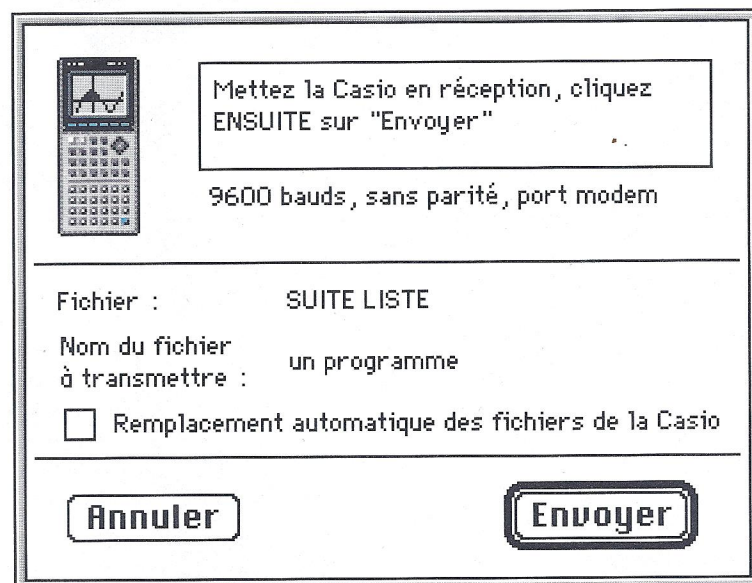 Mettez la Casio en réception, cliquez
ENSUITE sur "Envoyer"
9600 bauds, sans parité, port modem
Fichier : SUITE LISTE
Nom du fichier
à transmettre : un programme
Remplacement automatique des fichiers de la Casio
Annuler Envoyer